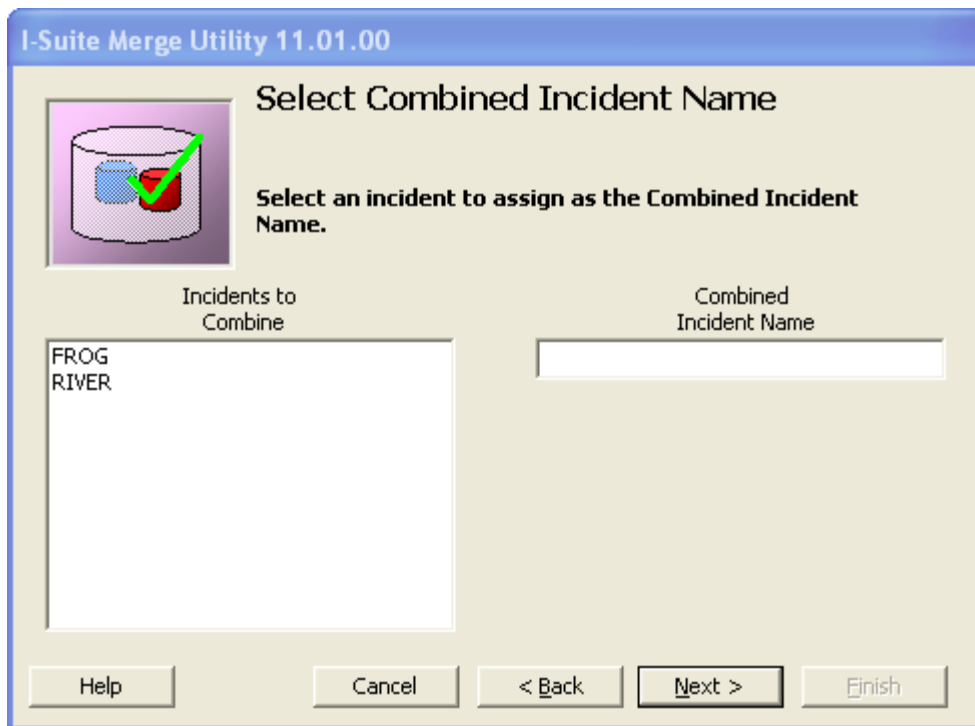 I-Suite Merge Utility 11.01.00
Select Combined Incident Name
Select an incident to assign as the Combined Incident
Name.
Incidents to
Combine
FROG
RIVER
Combined
Incident Name
Help
Cancel
< Back
Next >
Finish